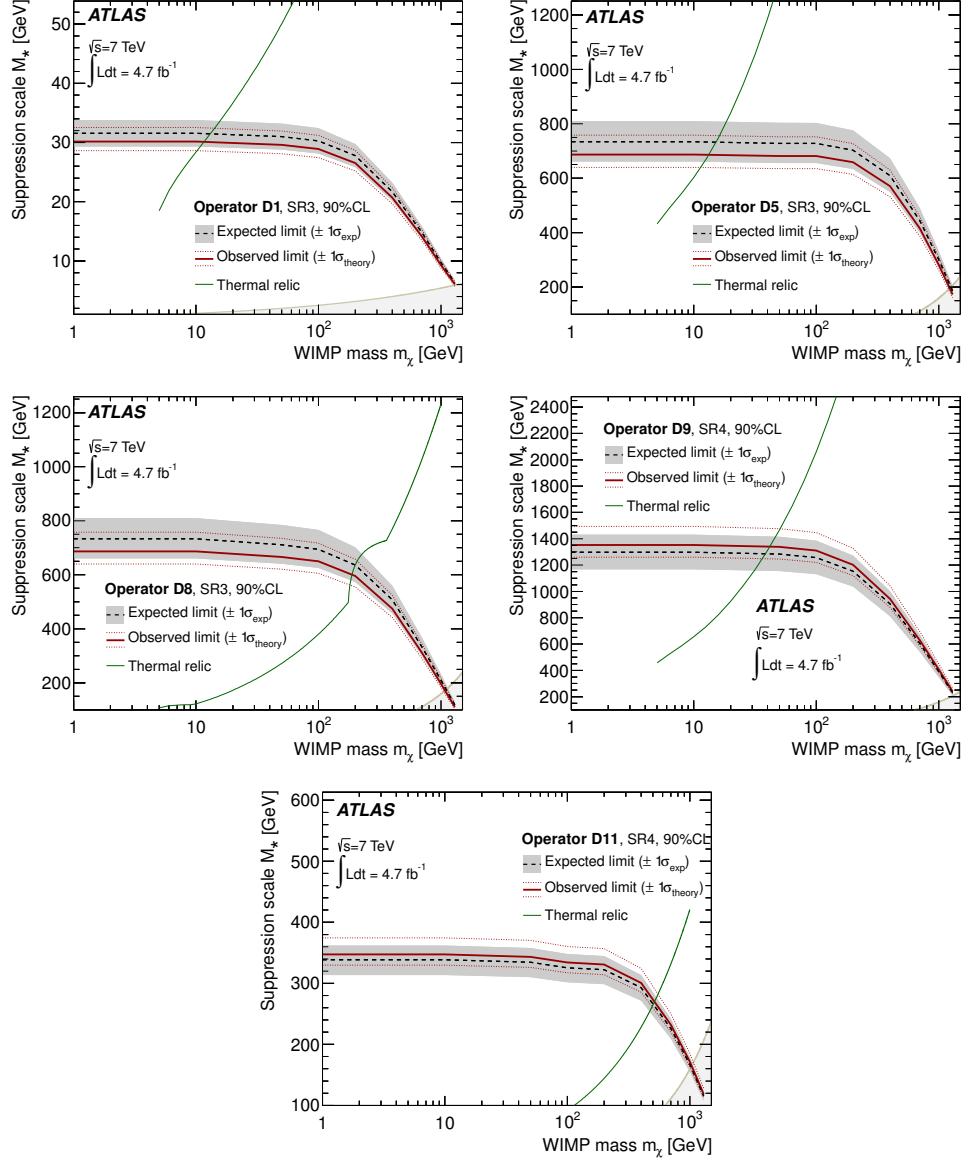 Suppression scale M⋆ [GeV]
50
40
30
20
10
ATLAS
√s=7 TeV
∫Ldt = 4.7 fb⁻¹
Operator D1, SR3, 90%CL
Expected limit (± 1σexp)
Observed limit (± 1σtheory)
Thermal relic
1 10 10² 10³
WIMP mass mχ [GeV]
Suppression scale M⋆ [GeV]
1200
1000
800
600
400
200
ATLAS
√s=7 TeV
∫Ldt = 4.7 fb⁻¹
Operator D5, SR3, 90%CL
Expected limit (± 1σexp)
Observed limit (± 1σtheory)
Thermal relic
1 10 10² 10³
WIMP mass mχ [GeV]
Suppression scale M⋆ [GeV]
1200
1000
800
600
400
200
ATLAS
√s=7 TeV
∫Ldt = 4.7 fb⁻¹
Operator D8, SR3, 90%CL
Expected limit (± 1σexp)
Observed limit (± 1σtheory)
Thermal relic
1 10 10² 10³
WIMP mass mχ [GeV]
Suppression scale M⋆ [GeV]
2400
2200
2000
1800
1600
1400
1200
1000
800
600
400
200
Operator D9, SR4, 90%CL
Expected limit (± 1σexp)
Observed limit (± 1σtheory)
Thermal relic
ATLAS
√s=7 TeV
∫Ldt = 4.7 fb⁻¹
1 10 10² 10³
WIMP mass mχ [GeV]
Suppression scale M⋆ [GeV]
600
500
400
300
200
100
ATLAS
√s=7 TeV
∫Ldt = 4.7 fb⁻¹
Operator D11, SR4, 90%CL
Expected limit (± 1σexp)
Observed limit (± 1σtheory)
Thermal relic
1 10 10² 10³
WIMP mass mχ [GeV]